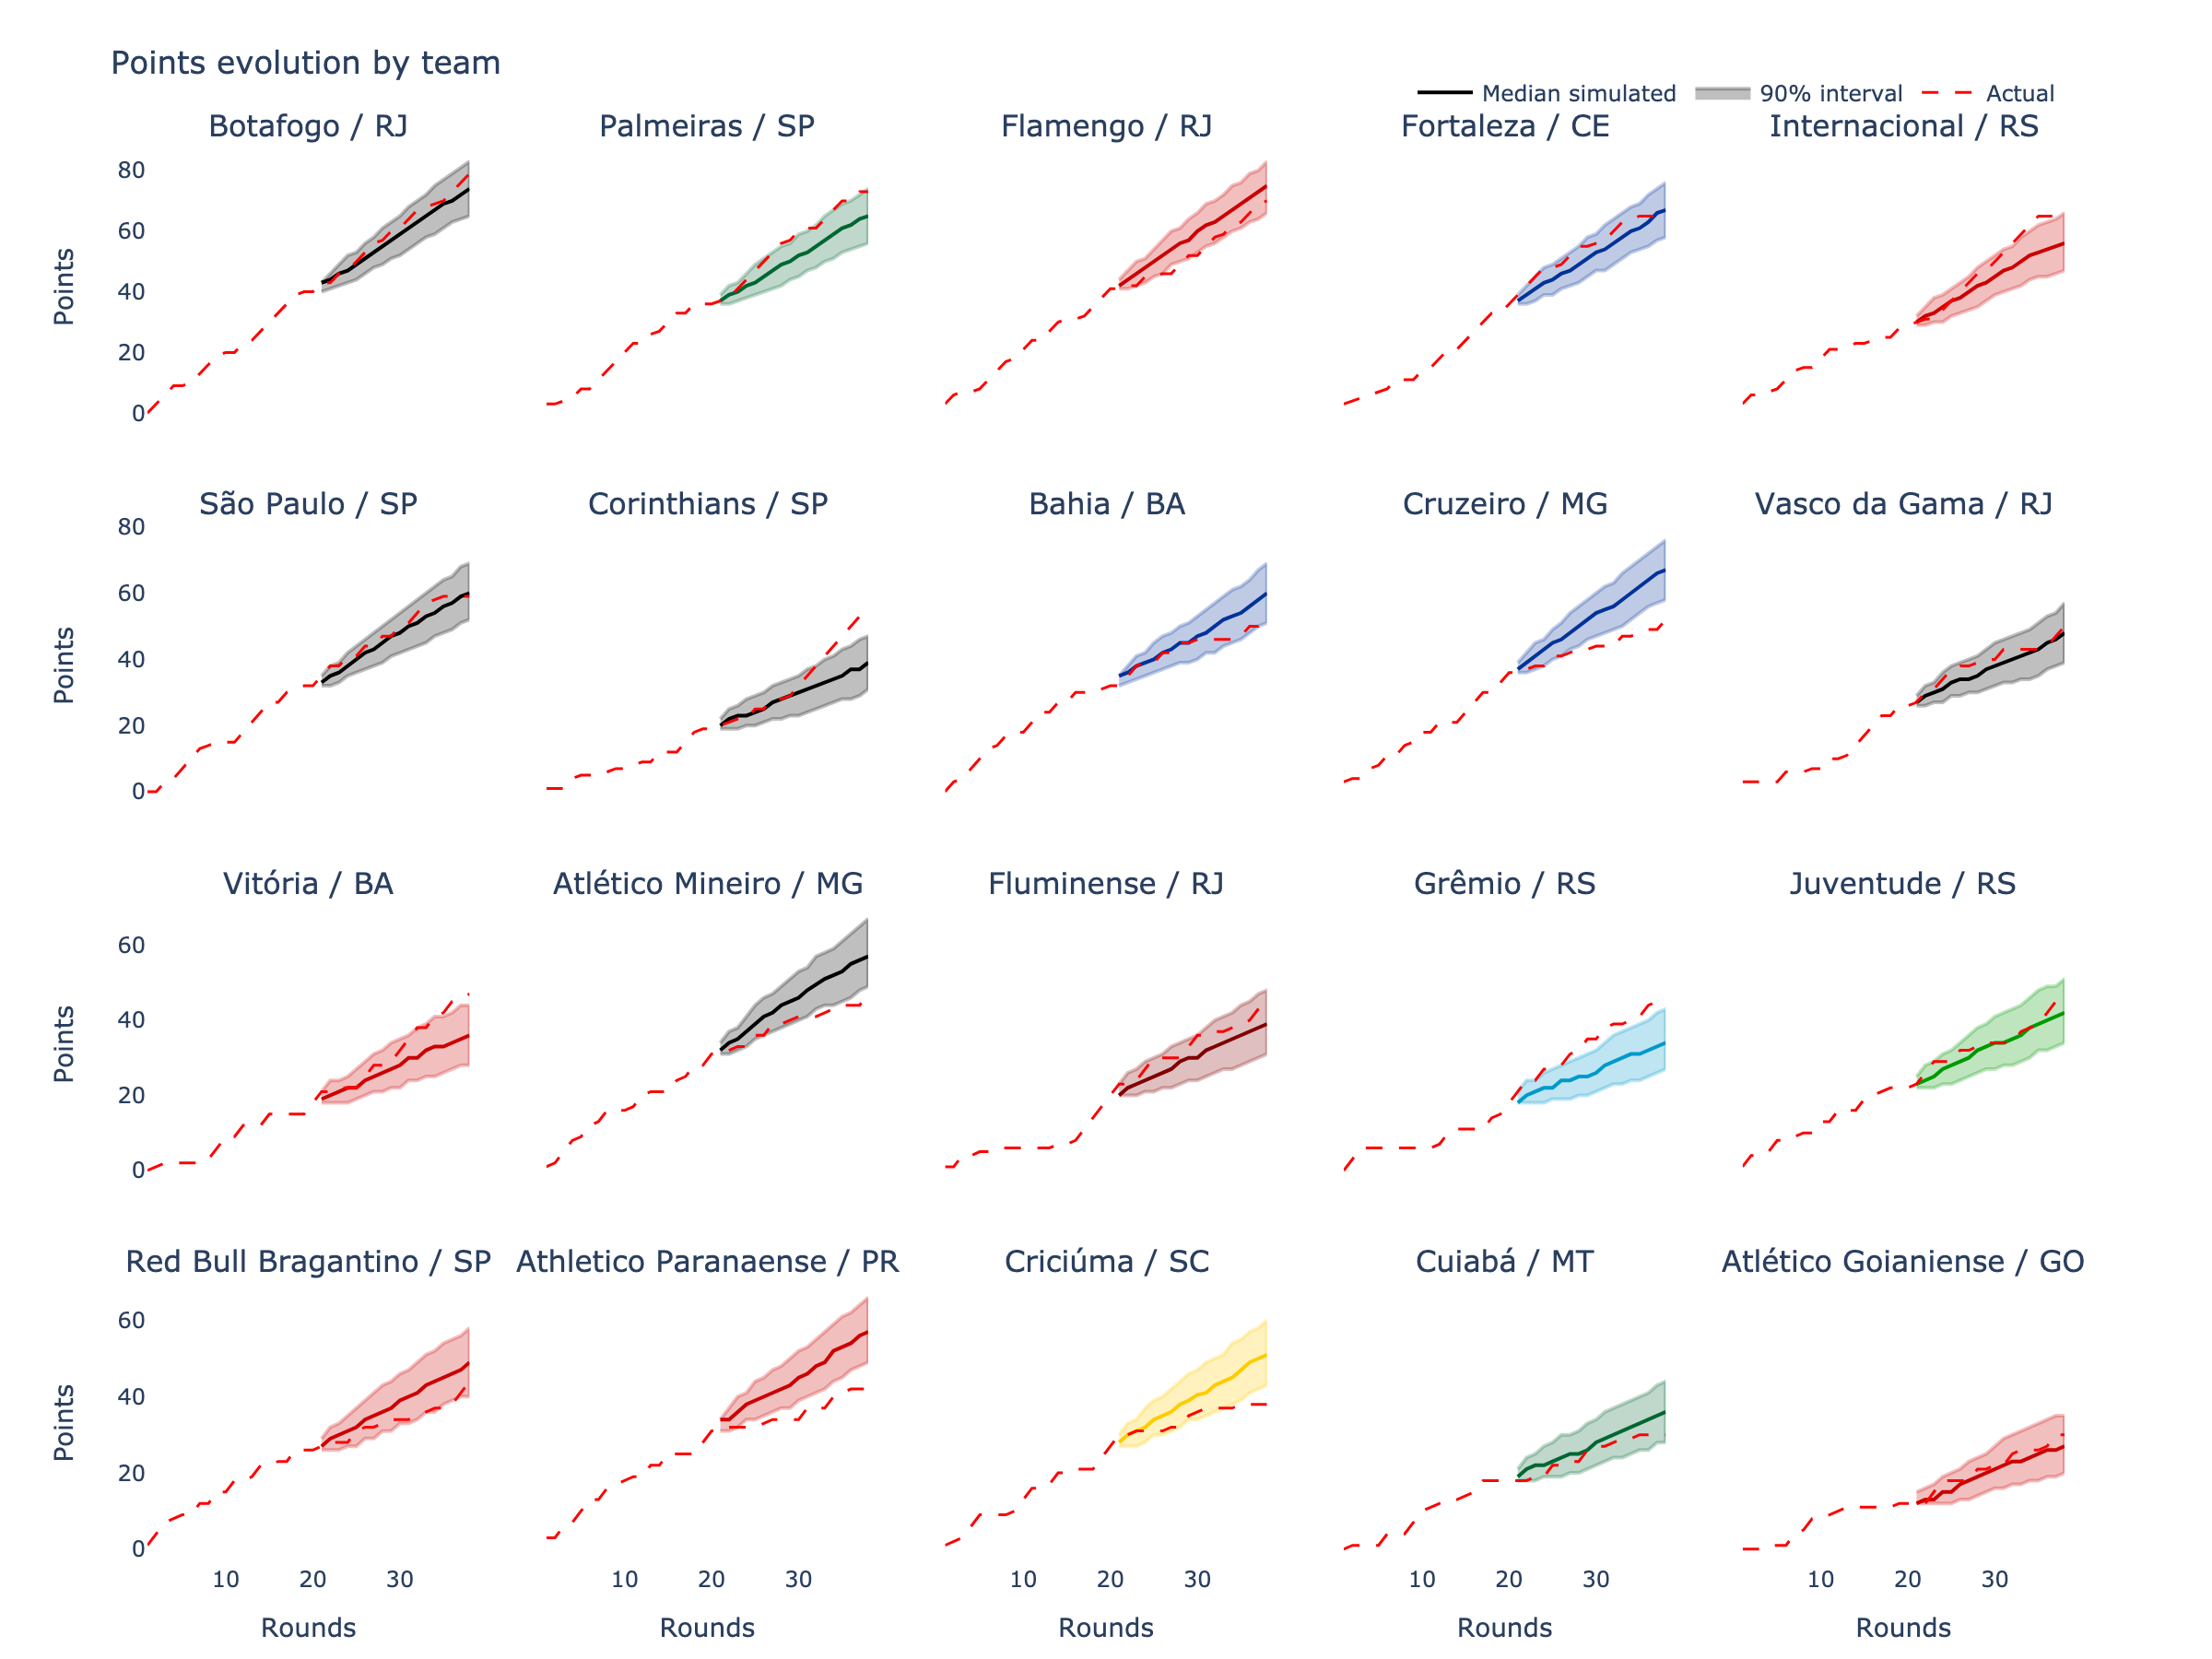 Points evolution by team
Median simulated 90% interval Actual
Botafogo / RJ Palmeiras / SP Flamengo / RJ Fortaleza / CE Internacional / RS
80
60
40
20
0
Points
São Paulo / SP Corinthians / SP Bahia / BA Cruzeiro / MG Vasco da Gama / RJ
80
60
40
20
0
Points
Vitória / BA Atlético Mineiro / MG Fluminense / RJ Grêmio / RS Juventude / RS
60
40
20
0
Points
Red Bull Bragantino / SP Athletico Paranaense / PR Criciúma / SC Cuiabá / MT Atlético Goianiense / GO
60
40
20
0
Points
10 20 30 10 20 30 10 20 30 10 20 30 10 20 30
Rounds Rounds Rounds Rounds Rounds